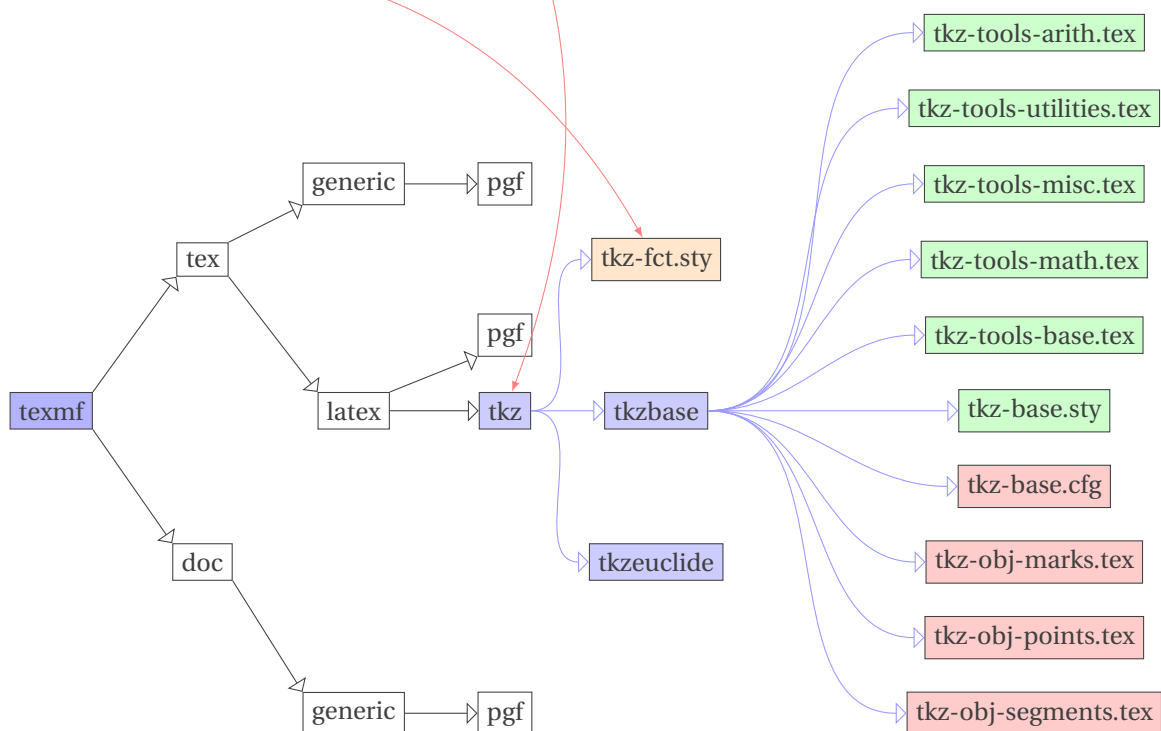 tkz-tools-arith.tex
tkz-tools-utilities.tex
generic
pgf
tkz-tools-misc.tex
tex
tkz-fct.sty
tkz-tools-math.tex
pgf
tkz-tools-base.tex
texmf
latex
tkz
tkzbase
tkz-base.sty
tkz-base.cfg
doc
tkzeuclide
tkz-obj-marks.tex
tkz-obj-points.tex
generic
pgf
tkz-obj-segments.tex